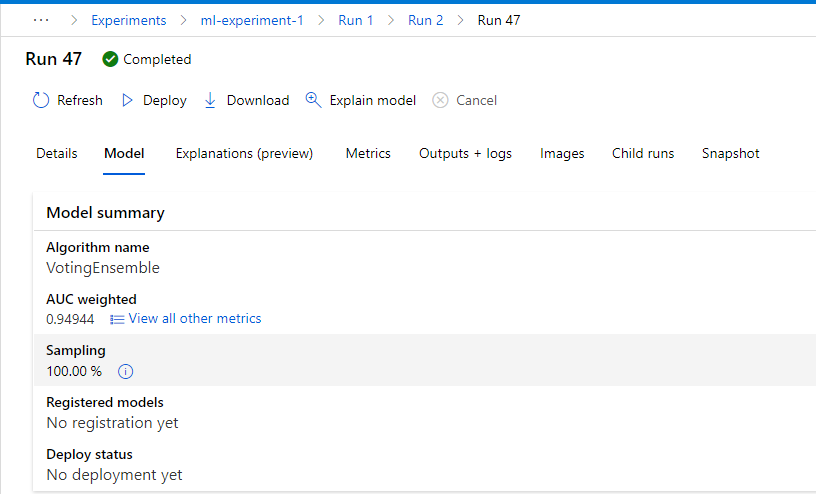 ··· > Experiments > ml-experiment-1 > Run 1 > Run 2 > Run 47
Run 47 Completed
Refresh Deploy Download Explain model Cancel
Details Model Explanations (preview) Metrics Outputs + logs Images Child runs Snapshot
Model summary
Algorithm name
VotingEnsemble
AUC weighted
0.94944 View all other metrics
Sampling
100.00 %
Registered models
No registration yet
Deploy status
No deployment yet